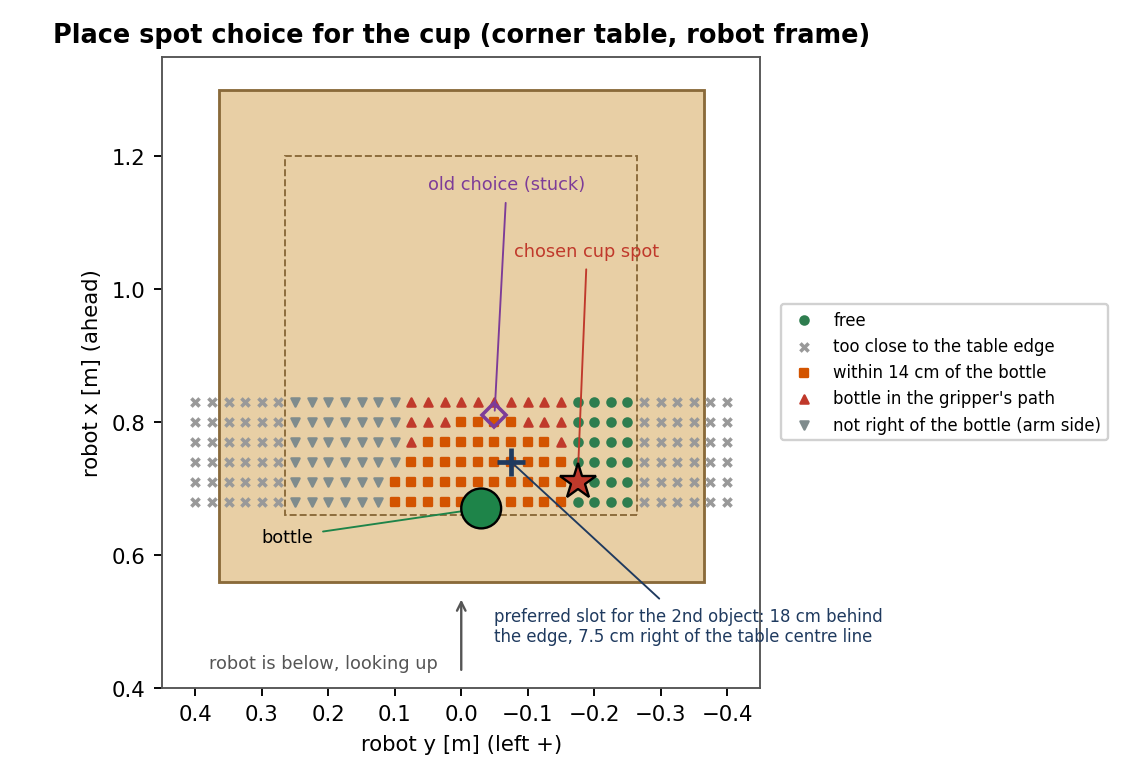 Place spot choice for the cup (corner table, robot frame)
robot x [m] (ahead)
1.2
1.0
0.8
0.6
0.4
old choice (stuck)
chosen cup spot
bottle
preferred slot for the 2nd object: 18 cm behind
the edge, 7.5 cm right of the table centre line
robot is below, looking up
0.4 0.3 0.2 0.1 0.0 −0.1 −0.2 −0.3 −0.4
robot y [m] (left +)
free
too close to the table edge
within 14 cm of the bottle
bottle in the gripper's path
not right of the bottle (arm side)